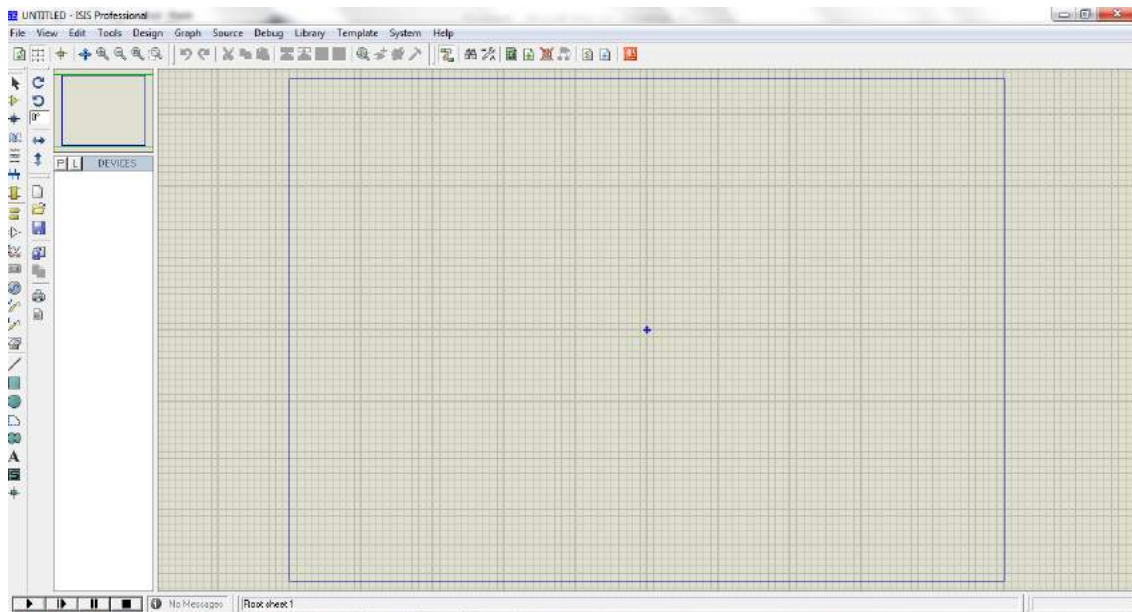 UNTITLED - ISIS Professional
File View Edit Tools Design Graph Source Debug Library Template System Help
0°
P L DEVICES
A
No Messages Root sheet 1